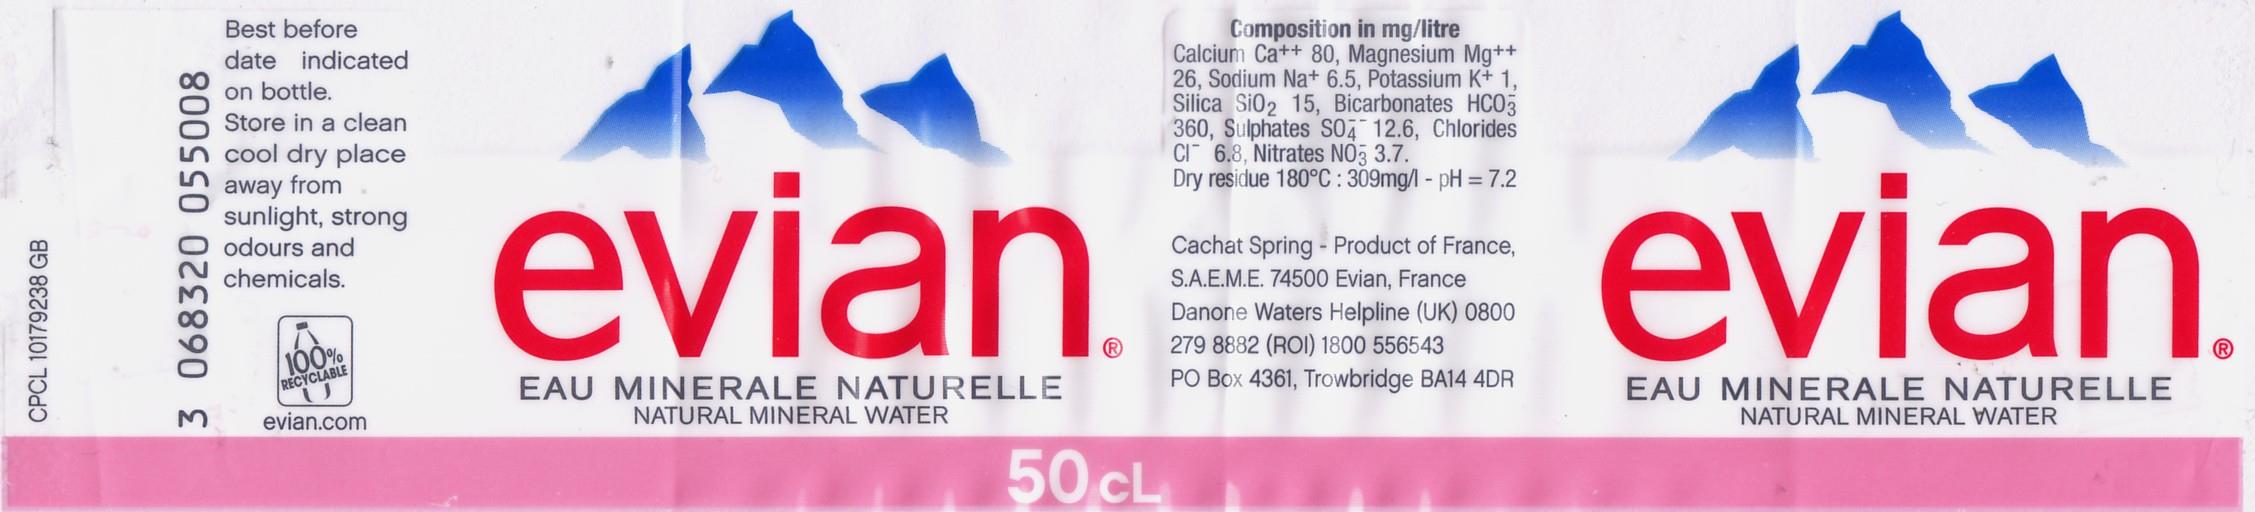 CPCL 10179238 GB
3 068320 055008
Best before
date indicated
on bottle.
Store in a clean
cool dry place
away from
sunlight, strong
odours and
chemicals.
100%
RECYCLABLE
evian.com
evian®
EAU MINERALE NATURELLE
NATURAL MINERAL WATER
50 cL
Composition in mg/litre
Calcium Ca++ 80, Magnesium Mg++
26, Sodium Na+ 6.5, Potassium K+ 1,
Silica SiO2 15, Bicarbonates HCO3-
360, Sulphates SO4-- 12.6, Chlorides
Cl- 6.8, Nitrates NO3- 3.7.
Dry residue 180°C : 309mg/l - pH = 7.2
Cachat Spring - Product of France,
S.A.E.M.E. 74500 Evian, France
Danone Waters Helpline (UK) 0800
279 8882 (ROI) 1800 556543
PO Box 4361, Trowbridge BA14 4DR
evian®
EAU MINERALE NATURELLE
NATURAL MINERAL WATER